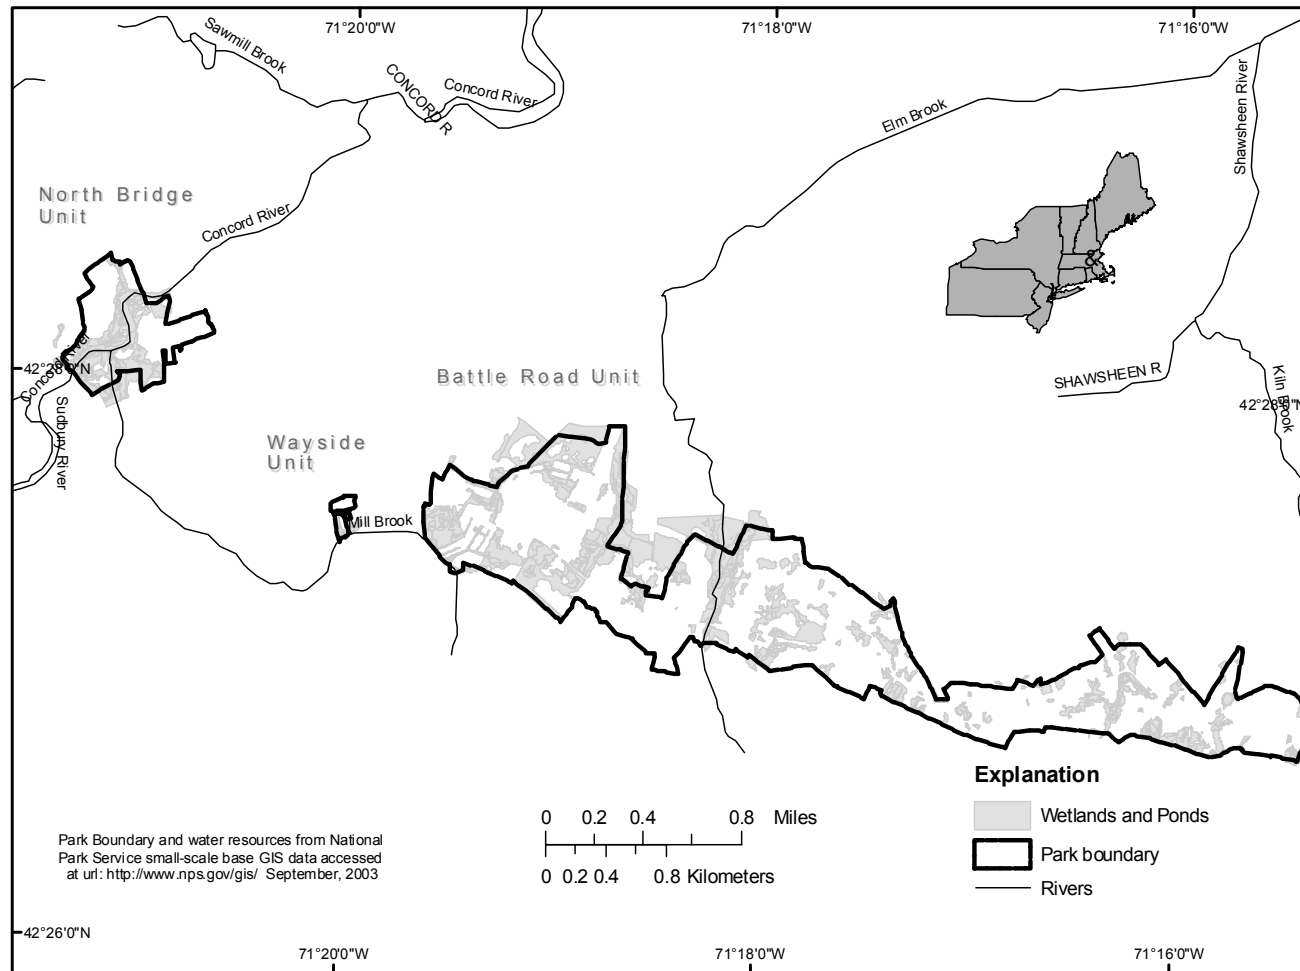 71°20'0"W
71°18'0"W
71°16'0"W
Sawmill Brook
CONCORD R
Concord River
Elm Brook
Shawsheen River
North Bridge
Unit
Concord River
Concord River
42°28'0"N
SHAWSHEEN R
Kiln Brook
42°28'0"N
Battle Road Unit
Sudbury River
Wayside
Unit
Mill Brook
&
Explanation
Wetlands and Ponds
Park boundary
Rivers
0 0.2 0.4 0.8 Miles
0 0.2 0.4 0.8 Kilometers
Park Boundary and water resources from National
Park Service small-scale base GIS data accessed
at url: http://www.nps.gov/gis/ September, 2003
42°26'0"N
71°20'0"W
71°18'0"W
71°16'0"W